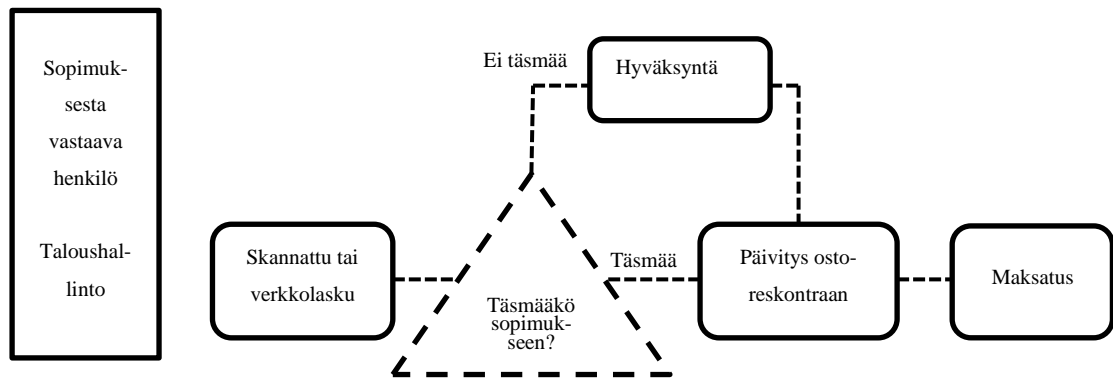 Sopimuk-
sesta
vastaava
henkilö
Taloushal-
linto
Ei täsmää
Hyväksyntä
Skannattu tai
verkkolasku
Täsmääkö
sopimuk-
seen?
Täsmää
Päivitys osto-
reskontraan
Maksatus